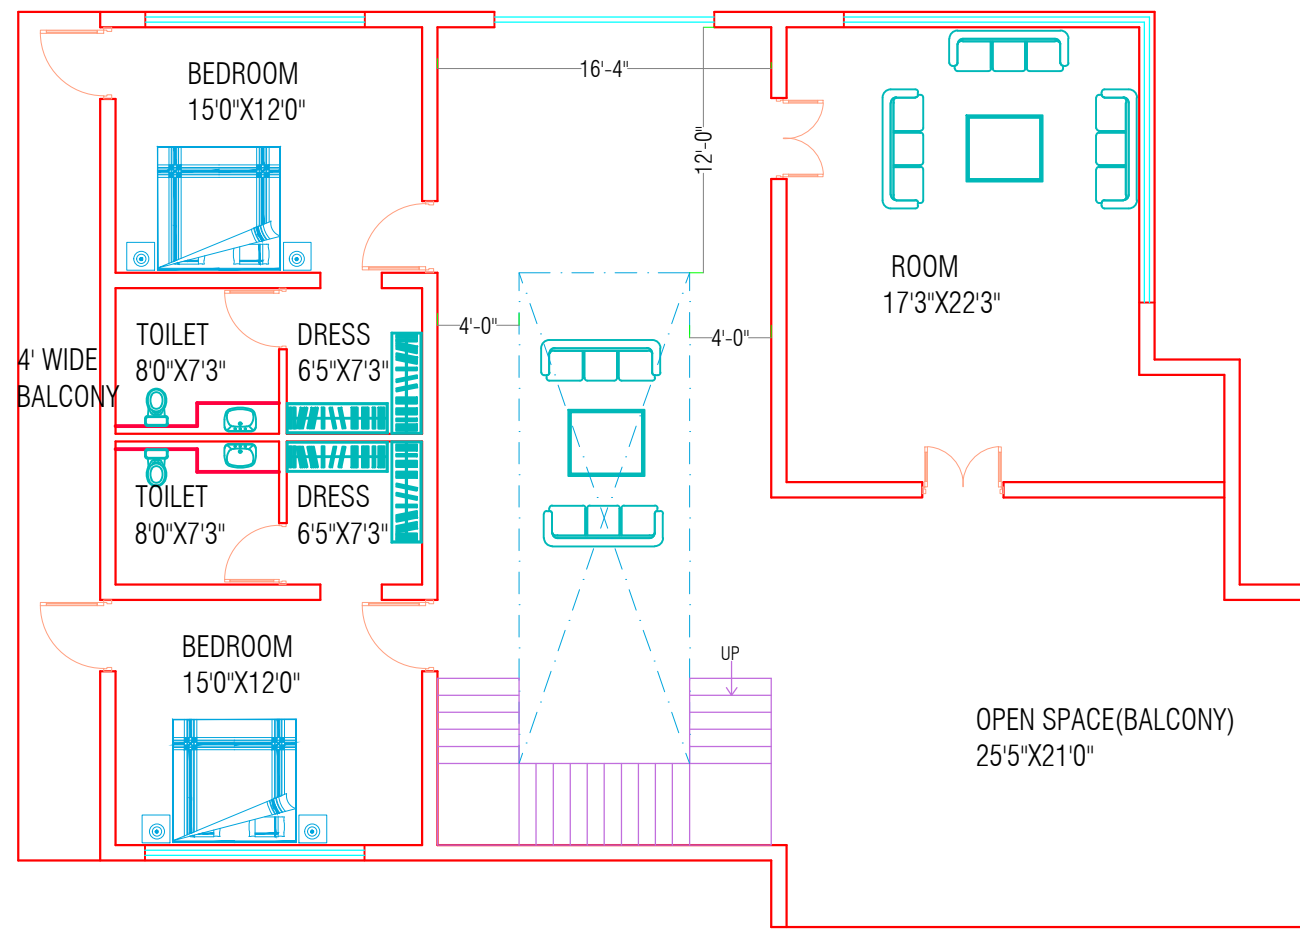 BEDROOM
15'0"X12'0"
16'-4"
12'-0"
ROOM
17'3"X22'3"
TOILET
8'0"X7'3"
DRESS
6'5"X7'3"
4'-0"
4'-0"
4' WIDE
BALCONY
TOILET
8'0"X7'3"
DRESS
6'5"X7'3"
BEDROOM
15'0"X12'0"
UP
OPEN SPACE(BALCONY)
25'5"X21'0"